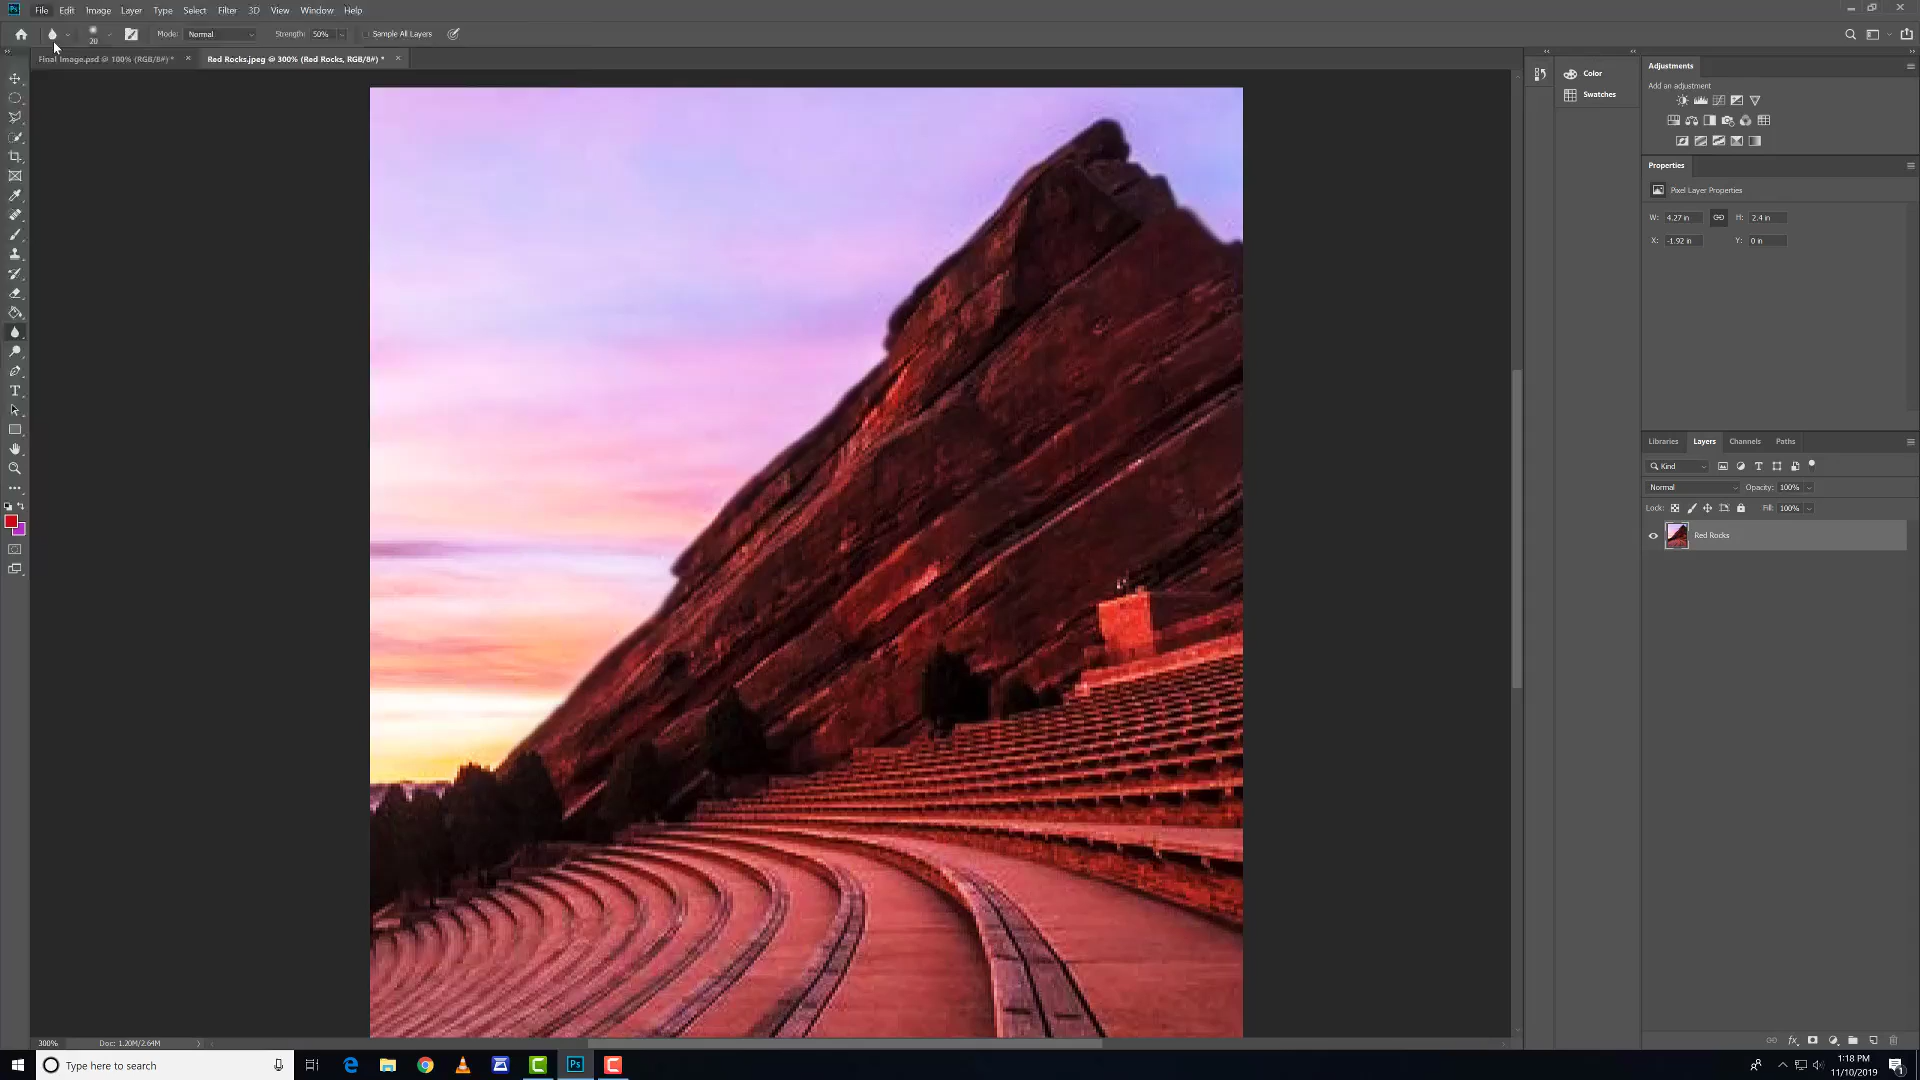 Ps File Edit Image Layer Type Select Filter 3D View Window Help
20 Mode: Normal Strength: 50% Sample All Layers
Final Image.psd @ 100% (RGB/8#) * × Red Rocks.jpeg @ 300% (Red Rocks, RGB/8#) * ×
Color
Swatches
Adjustments
Add an adjustment
Properties
Pixel Layer Properties
W: 4.27 in H: 2.4 in
X: -1.92 in Y: 0 in
Libraries Layers Channels Paths
Kind
Normal Opacity: 100%
Lock: Fill: 100%
Red Rocks
300% Doc: 1.20M/2.64M
Type here to search
Ps
1:18 PM
11/10/2019